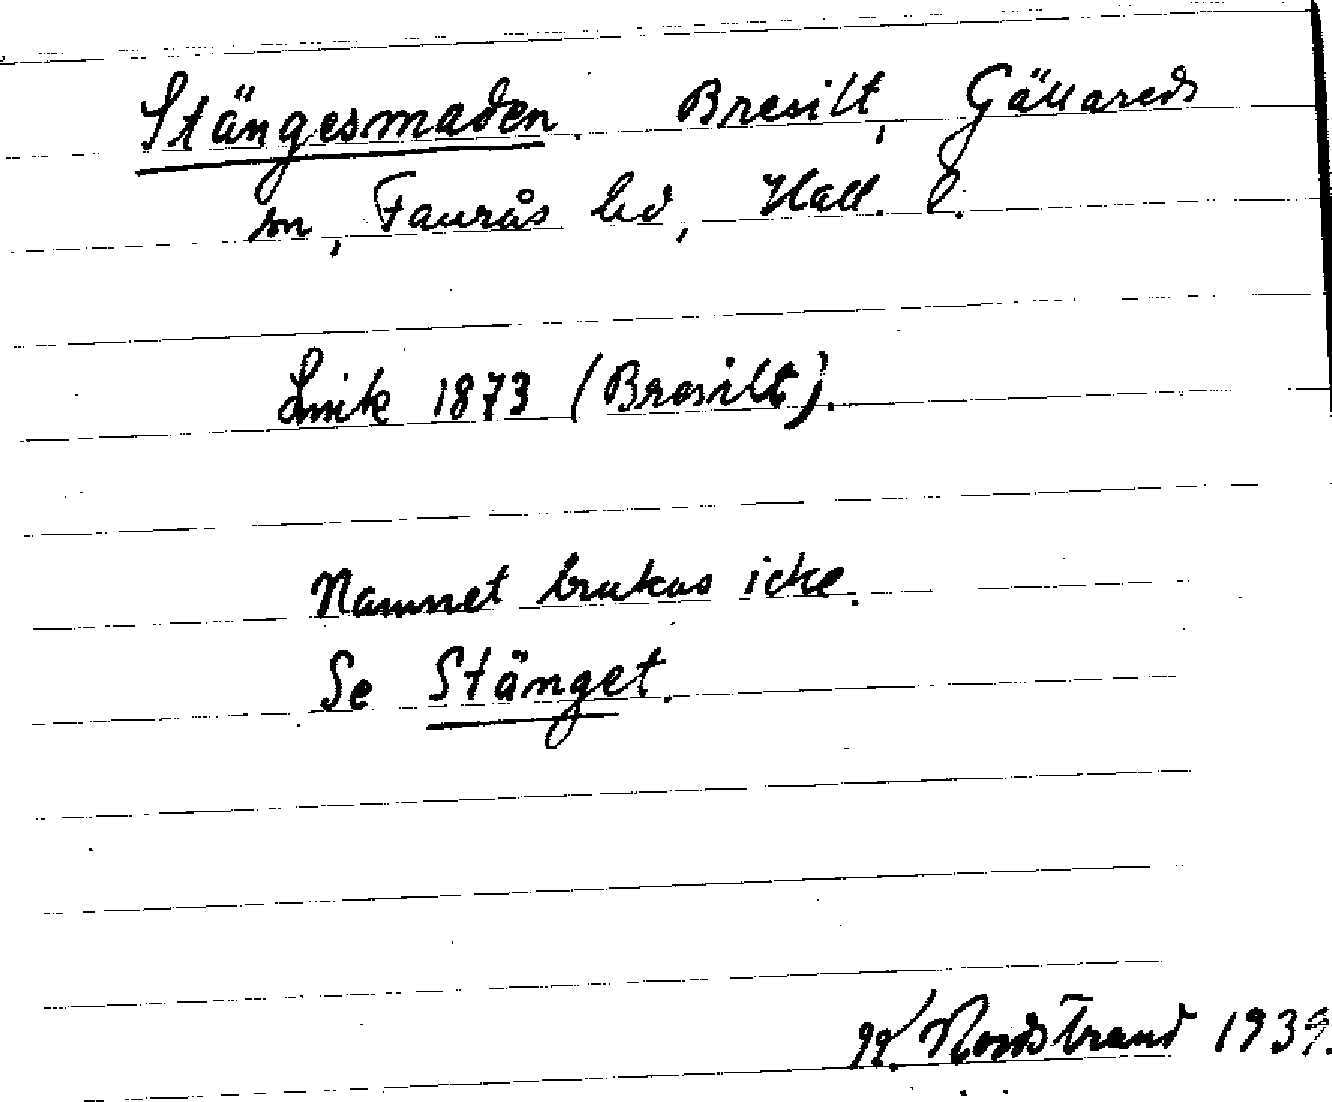 Stängesmaden. Bresilt, Gällareds
sn, Faurås hd, Hall. l.
Lmk 1873 (Bresilt).
Namnet brukas icke.
Se Stänget.
Nordstrand 1939.